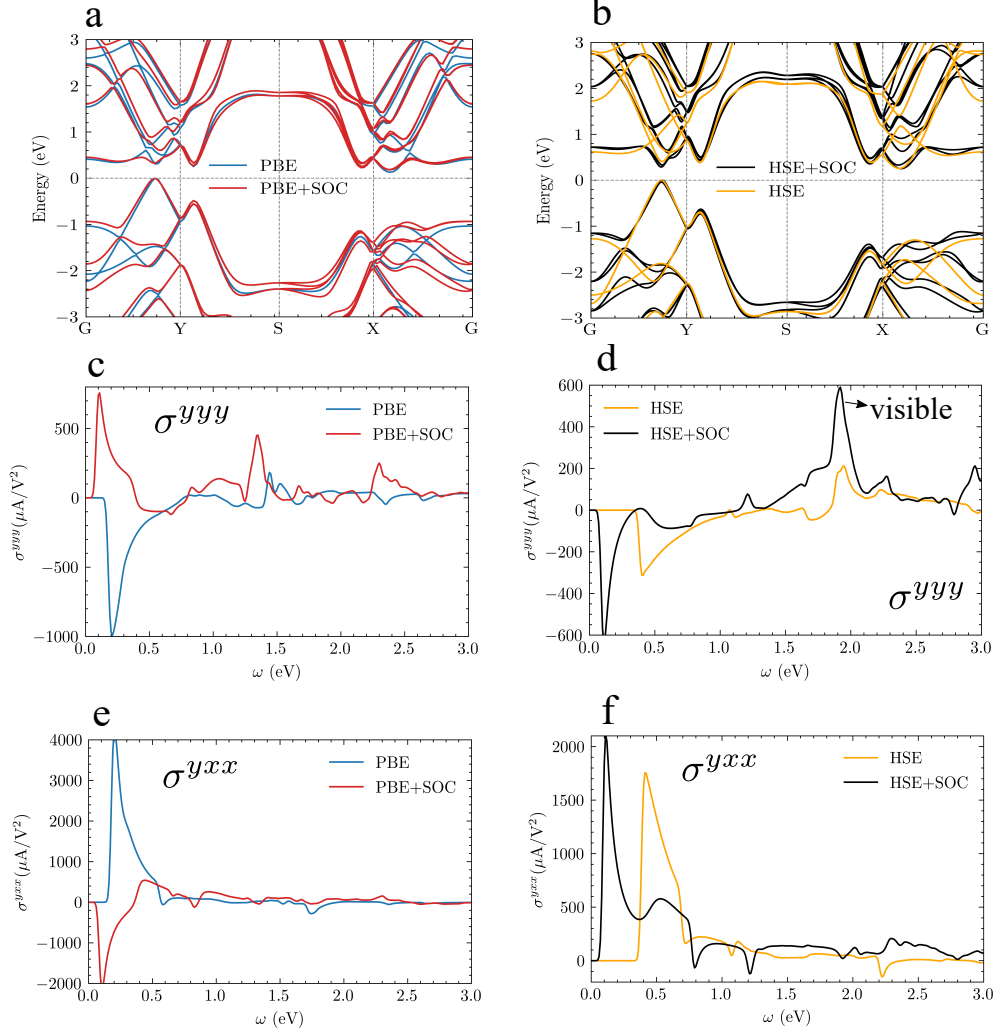 a
3
2
1
0
−1
−2
−3
Energy (eV)
PBE
PBE+SOC
G Y S X G
b
3
2
1
0
−1
−2
−3
Energy (eV)
HSE+SOC
HSE
G Y S X G
c
500
0
−500
−1000
σ^yyy(μA/V²)
σ^yyy
PBE
PBE+SOC
0.0 0.5 1.0 1.5 2.0 2.5 3.0
ω (eV)
d
600
400
200
0
−200
−400
−600
σ^yyy(μA/V²)
HSE
HSE+SOC
visible
σ^yyy
0.0 0.5 1.0 1.5 2.0 2.5 3.0
ω (eV)
e
4000
3000
2000
1000
0
−1000
−2000
σ^yxx(μA/V²)
σ^yxx
PBE
PBE+SOC
0.0 0.5 1.0 1.5 2.0 2.5 3.0
ω (eV)
f
2000
1500
1000
500
0
σ^yxx(μA/V²)
σ^yxx
HSE
HSE+SOC
0.0 0.5 1.0 1.5 2.0 2.5 3.0
ω (eV)